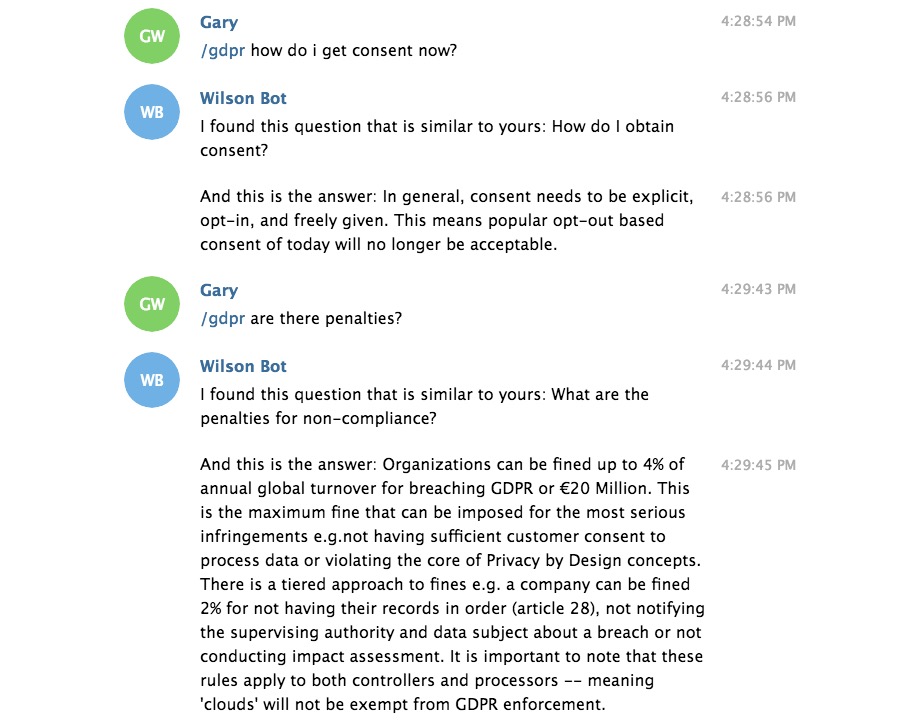 GW
Gary
4:28:54 PM
/gdpr how do i get consent now?
WB
Wilson Bot
4:28:56 PM
I found this question that is similar to yours: How do I obtain
consent?
And this is the answer: In general, consent needs to be explicit,
4:28:56 PM
opt-in, and freely given. This means popular opt-out based
consent of today will no longer be acceptable.
GW
Gary
4:29:43 PM
/gdpr are there penalties?
WB
Wilson Bot
4:29:44 PM
I found this question that is similar to yours: What are the
penalties for non-compliance?
And this is the answer: Organizations can be fined up to 4% of
4:29:45 PM
annual global turnover for breaching GDPR or €20 Million. This
is the maximum fine that can be imposed for the most serious
infringements e.g.not having sufficient customer consent to
process data or violating the core of Privacy by Design concepts.
There is a tiered approach to fines e.g. a company can be fined
2% for not having their records in order (article 28), not notifying
the supervising authority and data subject about a breach or not
conducting impact assessment. It is important to note that these
rules apply to both controllers and processors -- meaning
'clouds' will not be exempt from GDPR enforcement.